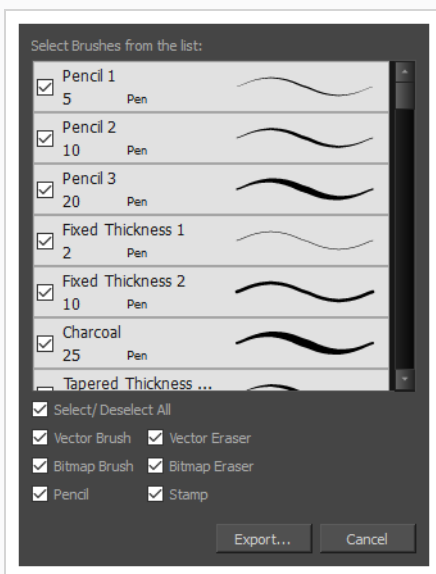 Select Brushes from the list:
Pencil 1
5 Pen
Pencil 2
10 Pen
Pencil 3
20 Pen
Fixed Thickness 1
2 Pen
Fixed Thickness 2
10 Pen
Charcoal
25 Pen
Tapered Thickness ...
Select/Deselect All
Vector Brush Vector Eraser
Bitmap Brush Bitmap Eraser
Pencil Stamp
Export... Cancel